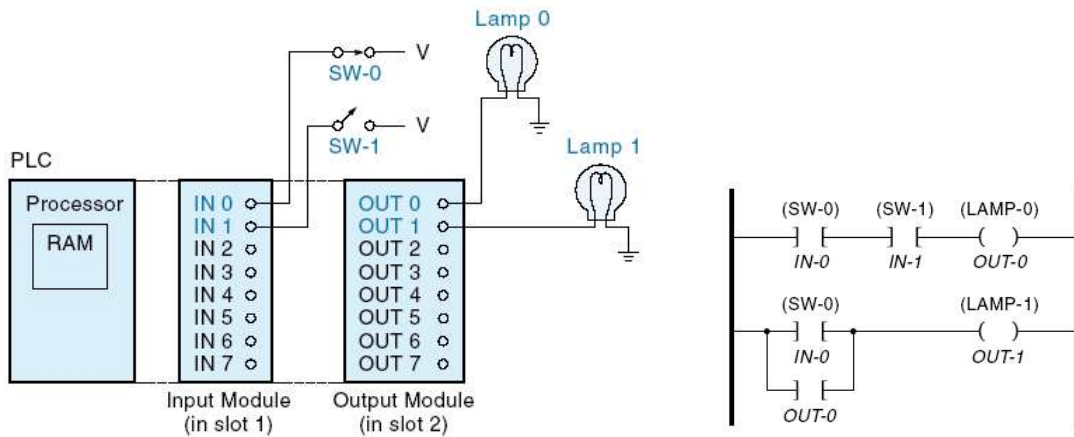 Lamp 0
V
SW-0
V
SW-1
Lamp 1
PLC
Processor
RAM
IN 0
IN 1
IN 2
IN 3
IN 4
IN 5
IN 6
IN 7
Input Module
(in slot 1)
OUT 0
OUT 1
OUT 2
OUT 3
OUT 4
OUT 5
OUT 6
OUT 7
Output Module
(in slot 2)
(SW-0) (SW-1) (LAMP-0)
IN-0 IN-1 OUT-0
(SW-0) (LAMP-1)
IN-0 OUT-1
OUT-0